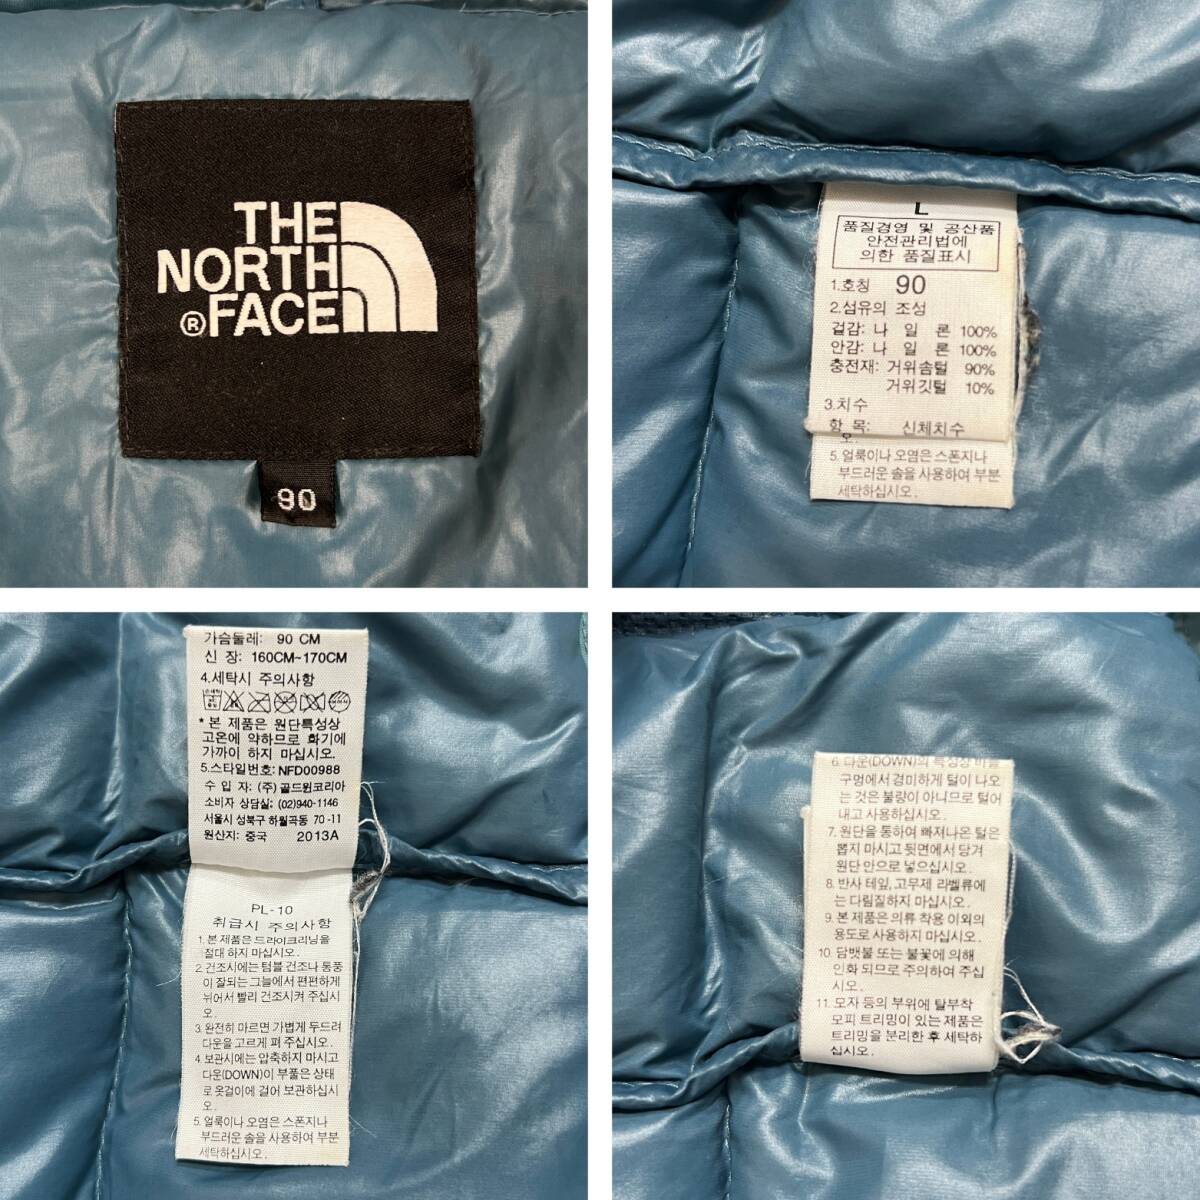 THE
NORTH
®FACE
90
L
품질경영 및 공산품
안전관리법에
의한 품질표시
1.호칭 90
2.섬유의 조성
겉감: 나 일 론 100%
안감: 나 일 론 100%
충전재: 거위솜털 90%
거위깃털 10%
3.치수
항 목: 신체치수
오.
5. 얼룩이나 오염은 스폰지나
부드러운 솔을 사용하여 부분
세탁하십시오.
가슴둘레: 90 CM
신 장: 160CM~170CM
4.세탁시 주의사항
* 본 제품은 원단특성상
고온에 약하므로 화기에
가까이 하지 마십시오.
5.스타일번호: NFD00988
수 입 자: (주) 골드윈코리아
소비자 상담실: (02)940-1146
서울시 성북구 하월곡동 70-11
원산지: 중국 2013A
PL-10
취급시 주의사항
1. 본 제품은 드라이크리닝을
절대 하지 마십시오.
2. 건조시에는 텀블 건조나 통풍
이 잘되는 그늘에서 편편하게
뉘어서 빨리 건조시켜 주십시
오.
3. 완전히 마르면 가볍게 두드려
다운을 고르게 펴 주십시오.
4. 보관시에는 압축하지 마시고
다운(DOWN)이 부풀은 상태
로 옷걸이에 걸어 보관하십시
오.
5. 얼룩이나 오염은 스폰지나
부드러운 솔을 사용하여 부분
세탁하십시오.
6. 다운(DOWN)의 특성상 바늘
구멍에서 경미하게 털이 나오
는 것은 불량이 아니므로 털어
내고 사용하십시오.
7. 원단을 통하여 빠져나온 털은
뽑지 마시고 뒷면에서 당겨
원단 안으로 넣으십시오.
8. 반사 테잎, 고무제 라벨류에
는 다림질하지 마십시오.
9. 본 제품은 의류 착용 이외의
용도로 사용하지 마십시오.
10. 담뱃불 또는 불꽃에 의해
인화 되므로 주의하여 주십
시오.
11. 모자 등의 부위에 탈부착
모피 트리밍이 있는 제품은
트리밍을 분리한 후 세탁하
십시오.